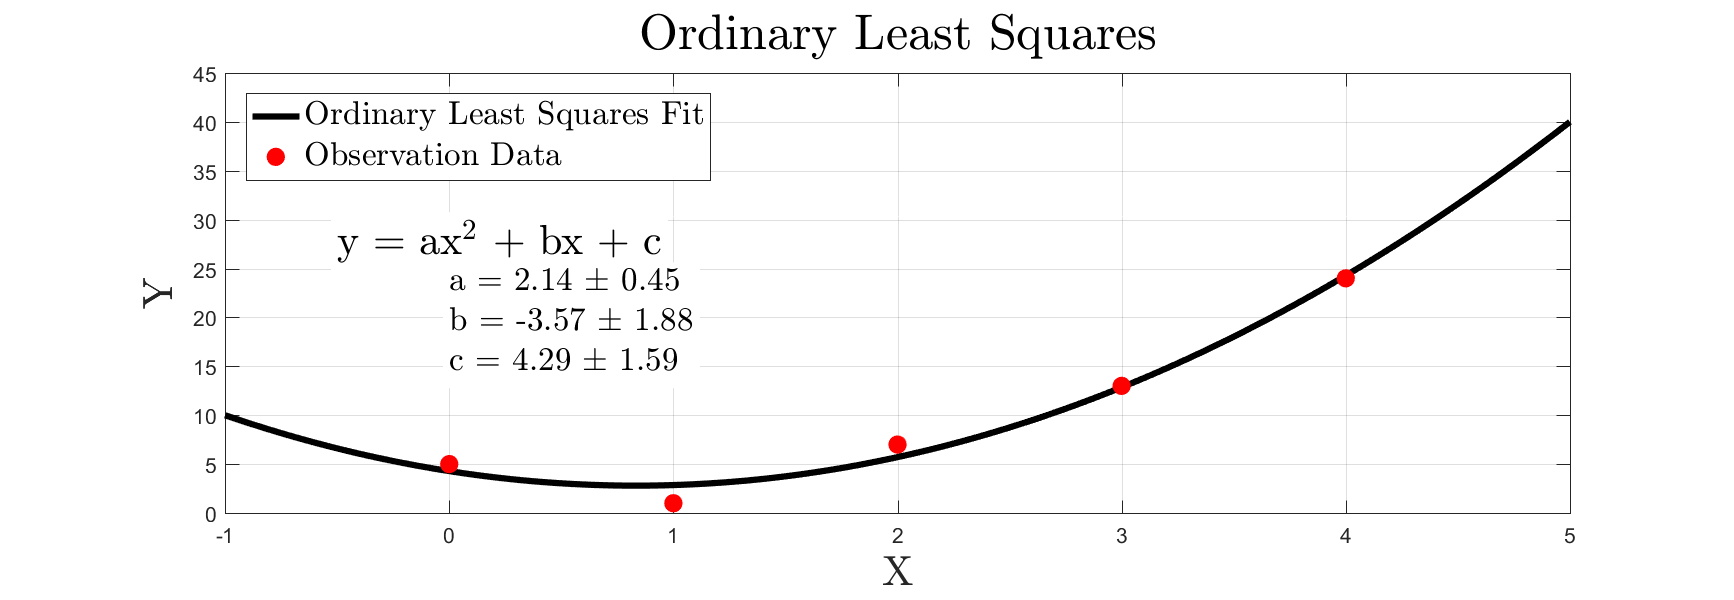 Ordinary Least Squares
45
40
35
30
25
20
15
10
5
0
Y
Ordinary Least Squares Fit
Observation Data
y = ax² + bx + c
a = 2.14 ± 0.45
b = -3.57 ± 1.88
c = 4.29 ± 1.59
-1 0 1 2 3 4 5
X